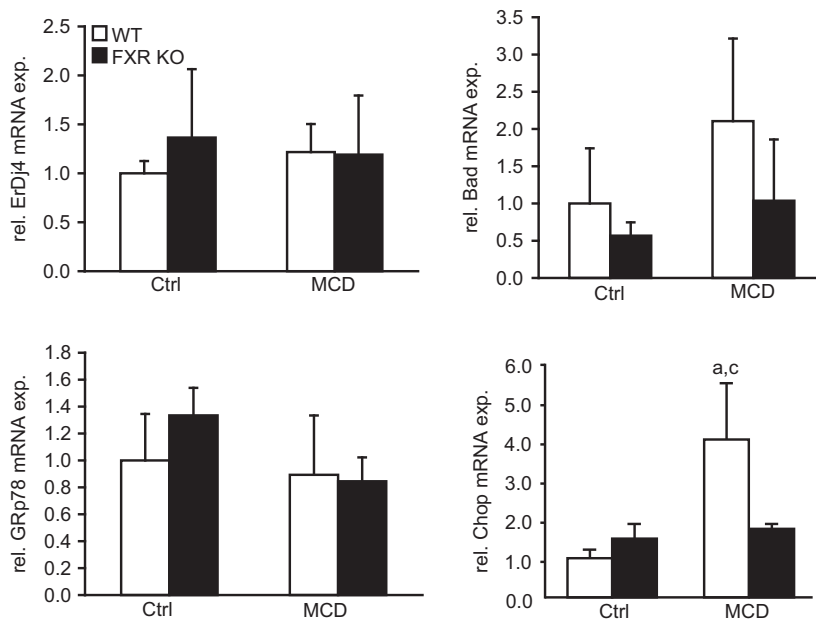 rel. ErDj4 mRNA exp.
2.5
2.0
1.5
1.0
0.5
0.0
WT
FXR KO
Ctrl
MCD
rel. Bad mRNA exp.
3.5
3.0
2.5
2.0
1.5
1.0
0.5
0.0
Ctrl
MCD
rel. GRp78 mRNA exp.
1.8
1.6
1.4
1.2
1.0
0.8
0.6
0.4
0.2
0.0
Ctrl
MCD
rel. Chop mRNA exp.
6.0
5.0
4.0
3.0
2.0
1.0
0.0
a,c
Ctrl
MCD